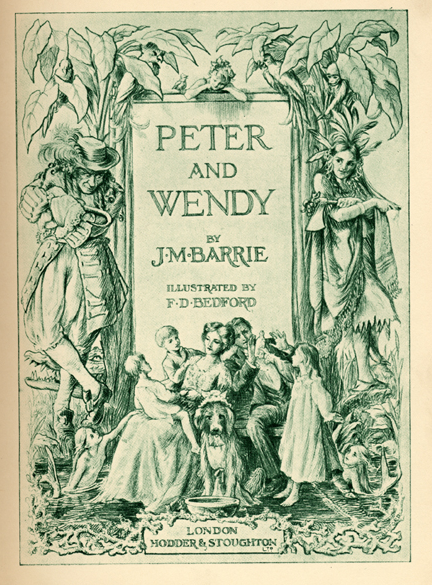 PETER
AND
WENDY
BY
J·M·BARRIE
ILLUSTRATED BY
F·D·BEDFORD
LONDON
HODDER & STOUGHTON